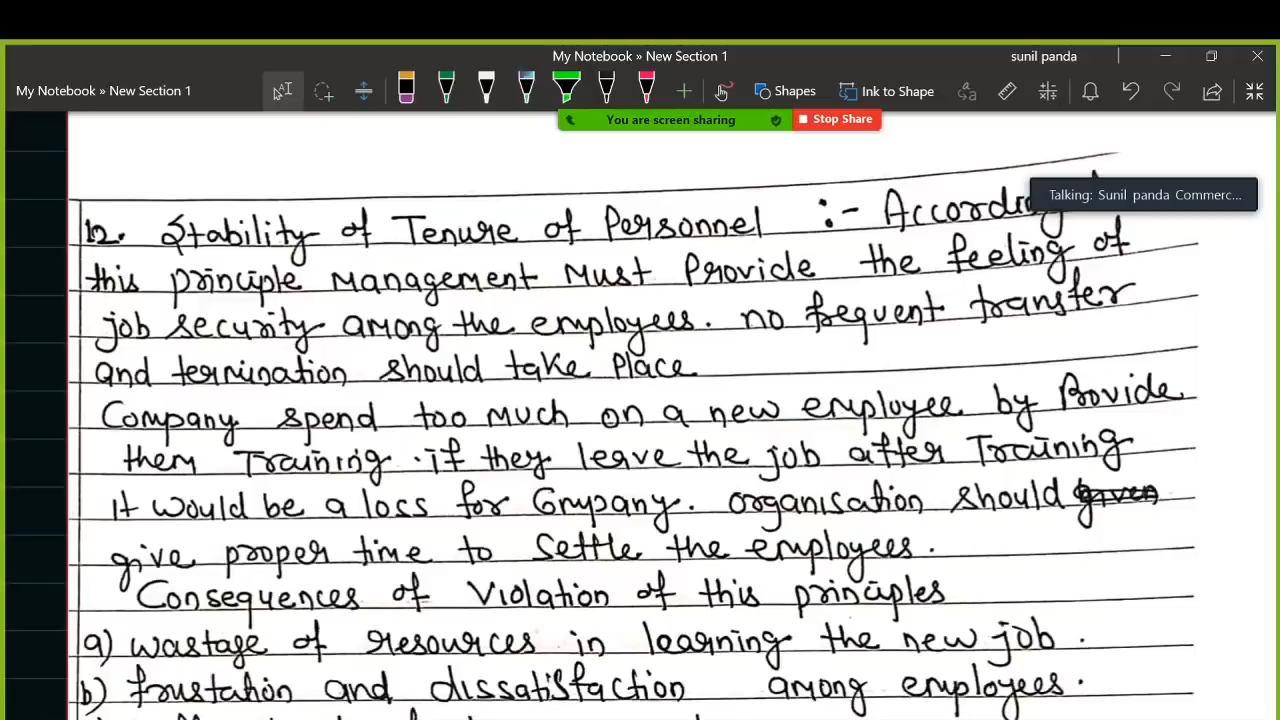 My Notebook » New Section 1
sunil panda
My Notebook » New Section 1
Shapes
Ink to Shape
You are screen sharing
Stop Share
Talking: Sunil panda Commerc...
12. Stability of Tenure of Personnel :- According
this principle Management Must Provide the feeling of
job security among the employees. no frequent transfer
and termination should take Place
Company spend too much on a new employee by Provide
them Training. if they leave the job after Training
it would be a loss for Company. organisation should given
give proper time to settle the employees.
Consequences of Violation of this principles
a) wastage of resources in learning the new job.
b) frustation and dissatisfaction among employees.